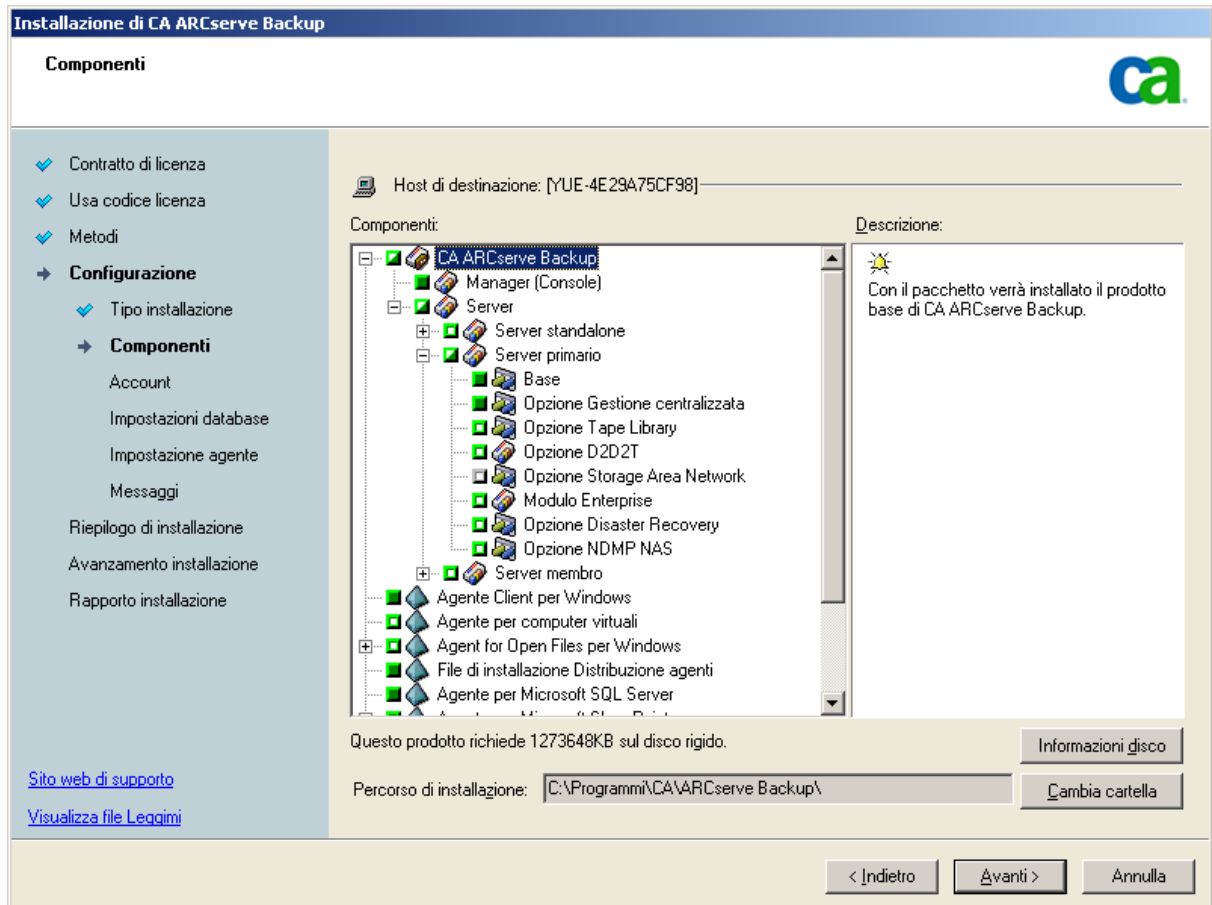 Installazione di CA ARCserve Backup
Componenti
ca
Contratto di licenza
Usa codice licenza
Metodi
Configurazione
Tipo installazione
Componenti
Account
Impostazioni database
Impostazione agente
Messaggi
Riepilogo di installazione
Avanzamento installazione
Rapporto installazione
Sito web di supporto
Visualizza file Leggimi
Host di destinazione: [YUE-4E29A75CF98]
Componenti:
CA ARCserve Backup
Manager (Console)
Server
Server standalone
Server primario
Base
Opzione Gestione centralizzata
Opzione Tape Library
Opzione D2D2T
Opzione Storage Area Network
Modulo Enterprise
Opzione Disaster Recovery
Opzione NDMP NAS
Server membro
Agente Client per Windows
Agente per computer virtuali
Agent for Open Files per Windows
File di installazione Distribuzione agenti
Agente per Microsoft SQL Server
Descrizione:
Con il pacchetto verrà installato il prodotto
base di CA ARCserve Backup.
Questo prodotto richiede 1273648KB sul disco rigido.
Informazioni disco
Percorso di installazione: C:\Programmi\CA\ARCserve Backup\
Cambia cartella
< Indietro
Avanti >
Annulla